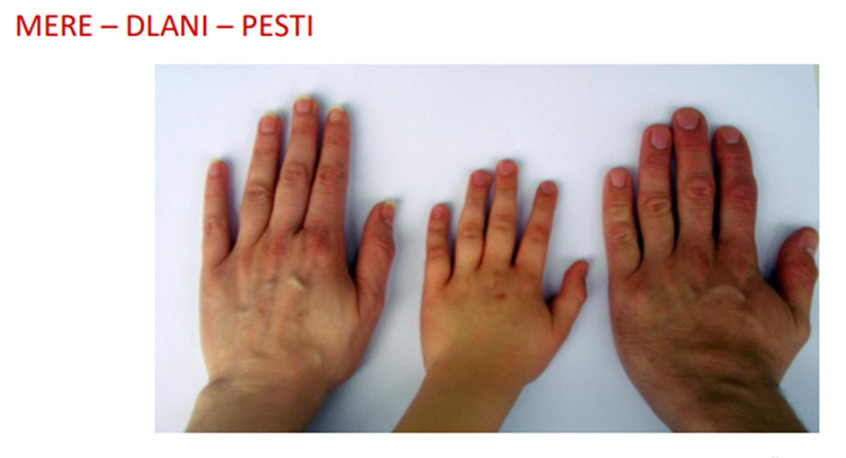 MERE – DLANI – PESTI